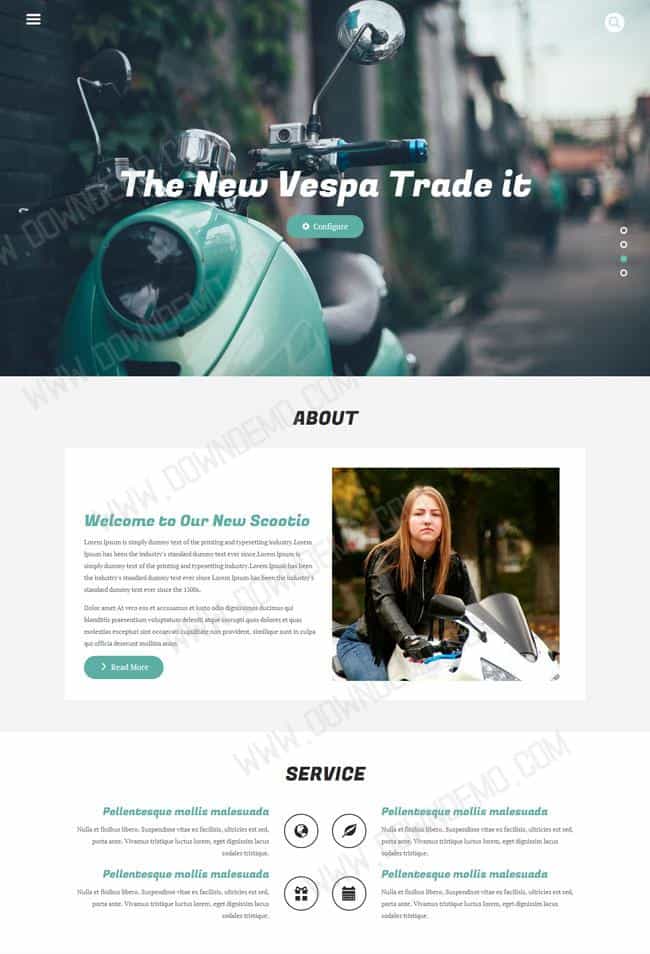 The New Vespa Trade it
Configure
ABOUT
Welcome to Our New Scootio
Lorem Ipsum is simply dummy text of the printing and typesetting industry. Lorem
Ipsum has been the industry's standard dummy text ever since. Lorem Ipsum is
simply dummy text of the printing and typesetting industry. Lorem Ipsum has been
the industry's standard dummy text ever since Lorem Ipsum has been the industry's
standard dummy text ever since the 1500s.
Dolor amet At vero eos et accusamus et iusto odio dignissimos ducimus qui
blanditiis praesentium voluptatum deleniti atque corrupti quos dolores et quas
molestias excepturi sint occaecati cupiditate non provident, similique sunt in culpa
qui officia deserunt mollitia animi.
Read More
SERVICE
Pellentesque mollis malesuada
Nulla et finibus libero. Suspendisse vitae ex facilisis, ultricies est sed,
porta ante. Vivamus tristique luctus lorem, eget dignissim lacus
sodales tristique.
Pellentesque mollis malesuada
Nulla et finibus libero. Suspendisse vitae ex facilisis, ultricies est sed,
porta ante. Vivamus tristique luctus lorem, eget dignissim lacus
sodales tristique.
Pellentesque mollis malesuada
Nulla et finibus libero. Suspendisse vitae ex facilisis, ultricies est sed,
porta ante. Vivamus tristique luctus lorem, eget dignissim lacus
sodales tristique.
Pellentesque mollis malesuada
Nulla et finibus libero. Suspendisse vitae ex facilisis, ultricies est sed,
porta ante. Vivamus tristique luctus lorem, eget dignissim lacus
sodales tristique.
WWW.DOWNDEMO.COM
WWW.DOWNDEMO.COM
WWW.DOWNDEMO.COM
WWW.DOWNDEMO.COM